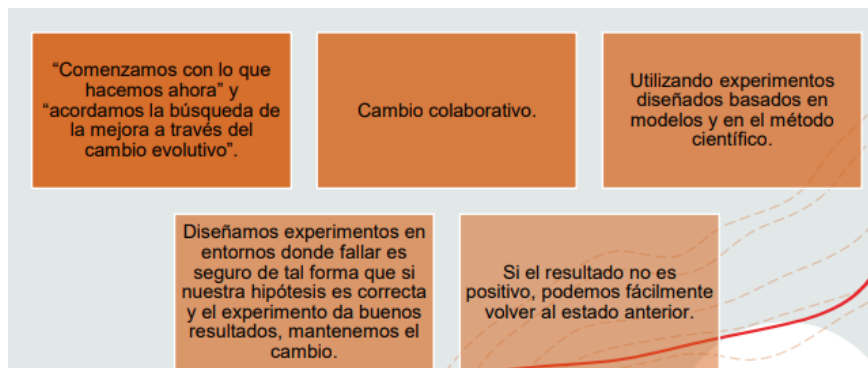 “Comenzamos con lo que
hacemos ahora” y
“acordamos la búsqueda de
la mejora a través del
cambio evolutivo”.
Cambio colaborativo.
Utilizando experimentos
diseñados basados en
modelos y en el método
científico.
Diseñamos experimentos en
entornos donde fallar es
seguro de tal forma que si
nuestra hipótesis es correcta
y el experimento da buenos
resultados, mantenemos el
cambio.
Si el resultado no es
positivo, podemos fácilmente
volver al estado anterior.